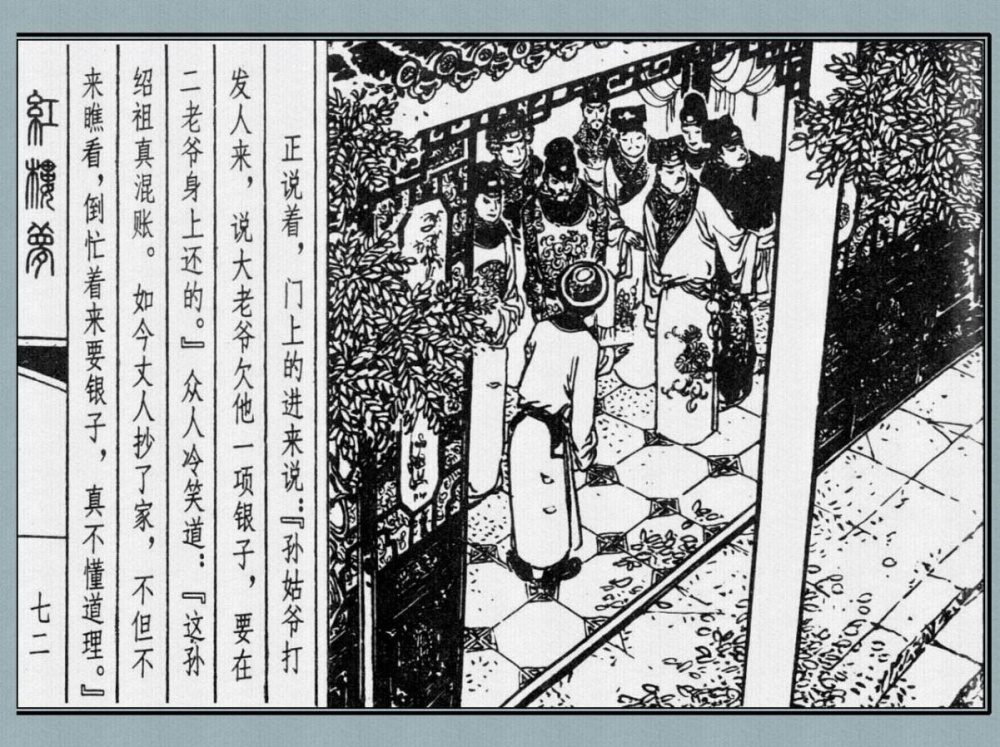 正说着，门上的进来说：『孙姑爷打
发人来，说大老爷欠他一项银子，要在
二老爷身上还的。』众人冷笑道：『这孙
绍祖真混账。如今丈人抄了家，不但不
来瞧看，倒忙着来要银子，真不懂道理。』
紅樓夢
七二